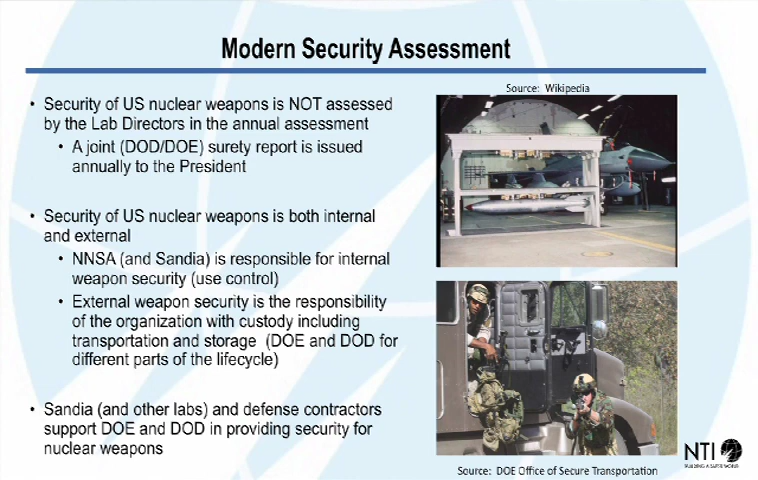 Modern Security Assessment
Source: Wikipedia
• Security of US nuclear weapons is NOT assessed
by the Lab Directors in the annual assessment
• A joint (DOD/DOE) surety report is issued
annually to the President
• Security of US nuclear weapons is both internal
and external
• NNSA (and Sandia) is responsible for internal
weapon security (use control)
• External weapon security is the responsibility
of the organization with custody including
transportation and storage (DOE and DOD for
different parts of the lifecycle)
• Sandia (and other labs) and defense contractors
support DOE and DOD in providing security for
nuclear weapons
Source: DOE Office of Secure Transportation
NTI
BUILDING A SAFER WORLD